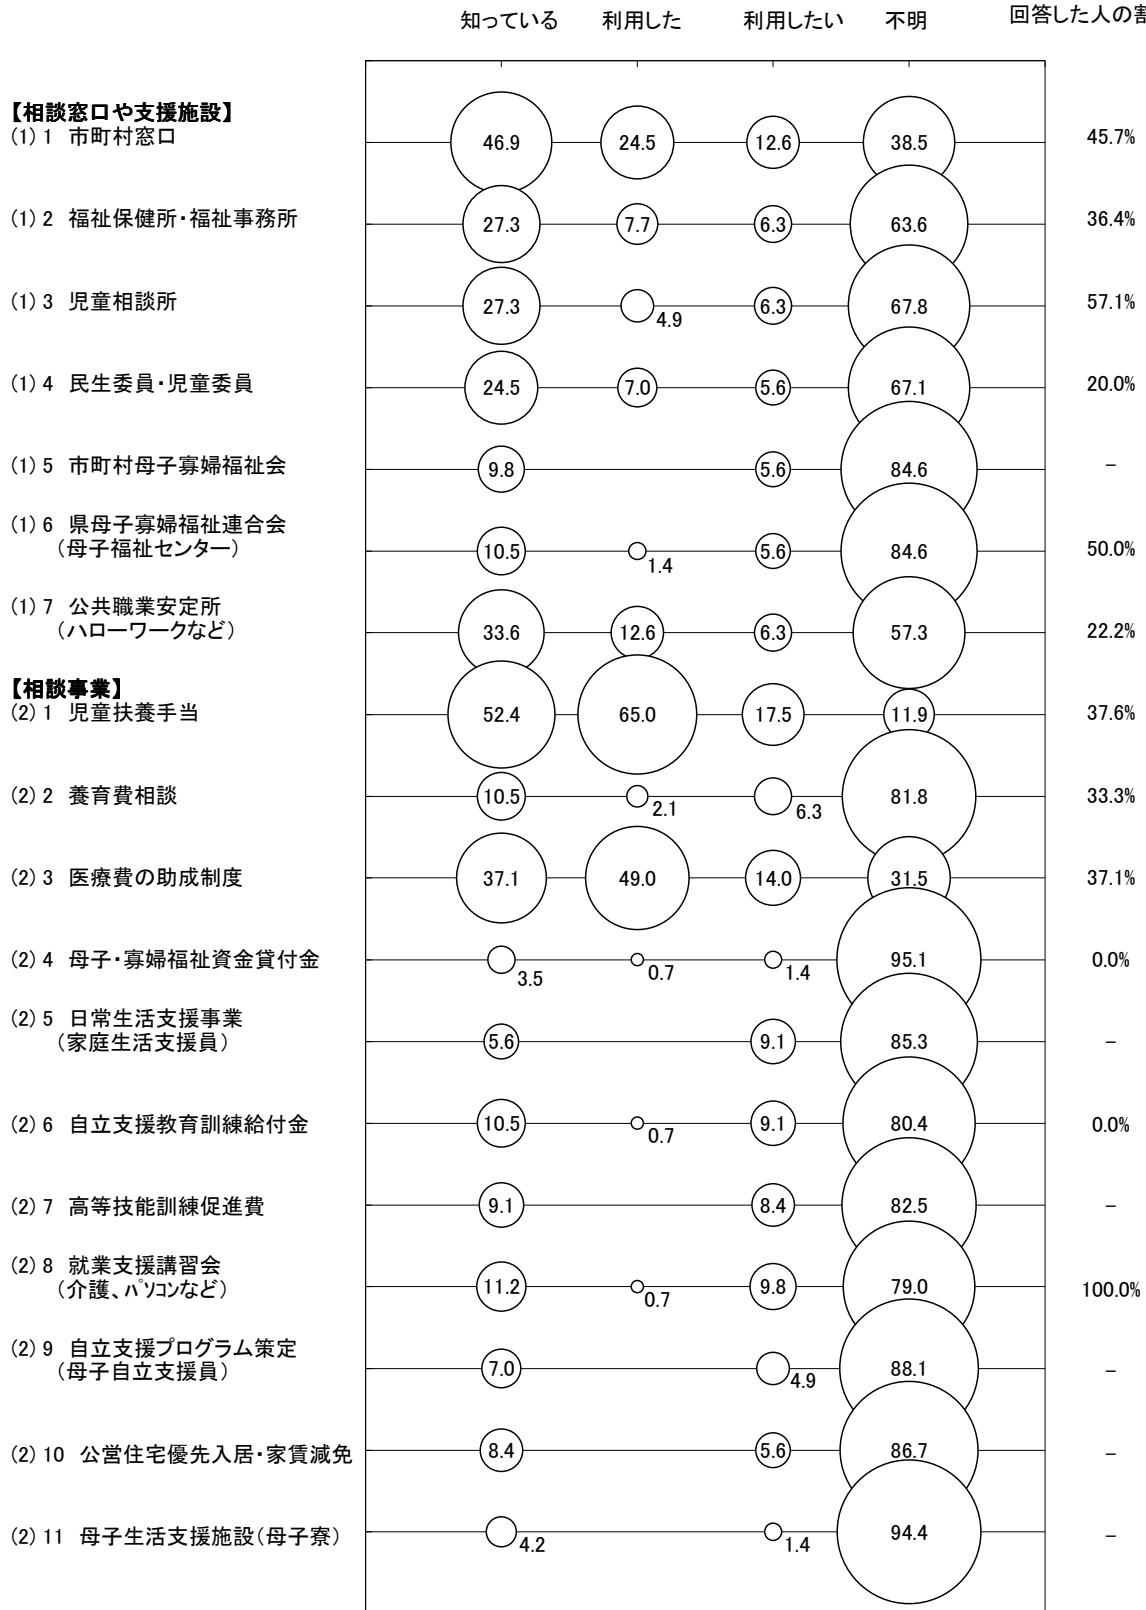 知っている 利用した 利用したい 不明 回答した人の
【相談窓口や支援施設】
(1) 1 市町村窓口 46.9 24.5 12.6 38.5 45.7%
(1) 2 福祉保健所・福祉事務所 27.3 7.7 6.3 63.6 36.4%
(1) 3 児童相談所 27.3 4.9 6.3 67.8 57.1%
(1) 4 民生委員・児童委員 24.5 7.0 5.6 67.1 20.0%
(1) 5 市町村母子寡婦福祉会 9.8 5.6 84.6 -
(1) 6 県母子寡婦福祉連合会
(母子福祉センター) 10.5 1.4 5.6 84.6 50.0%
(1) 7 公共職業安定所
(ハローワークなど) 33.6 12.6 6.3 57.3 22.2%
【相談事業】
(2) 1 児童扶養手当 52.4 65.0 17.5 11.9 37.6%
(2) 2 養育費相談 10.5 2.1 6.3 81.8 33.3%
(2) 3 医療費の助成制度 37.1 49.0 14.0 31.5 37.1%
(2) 4 母子・寡婦福祉資金貸付金 3.5 0.7 1.4 95.1 0.0%
(2) 5 日常生活支援事業
(家庭生活支援員) 5.6 9.1 85.3 -
(2) 6 自立支援教育訓練給付金 10.5 0.7 9.1 80.4 0.0%
(2) 7 高等技能訓練促進費 9.1 8.4 82.5 -
(2) 8 就業支援講習会
(介護、パソコンなど) 11.2 0.7 9.8 79.0 100.0%
(2) 9 自立支援プログラム策定
(母子自立支援員) 7.0 4.9 88.1 -
(2) 10 公営住宅優先入居・家賃減免 8.4 5.6 86.7 -
(2) 11 母子生活支援施設(母子寮) 4.2 1.4 94.4 -